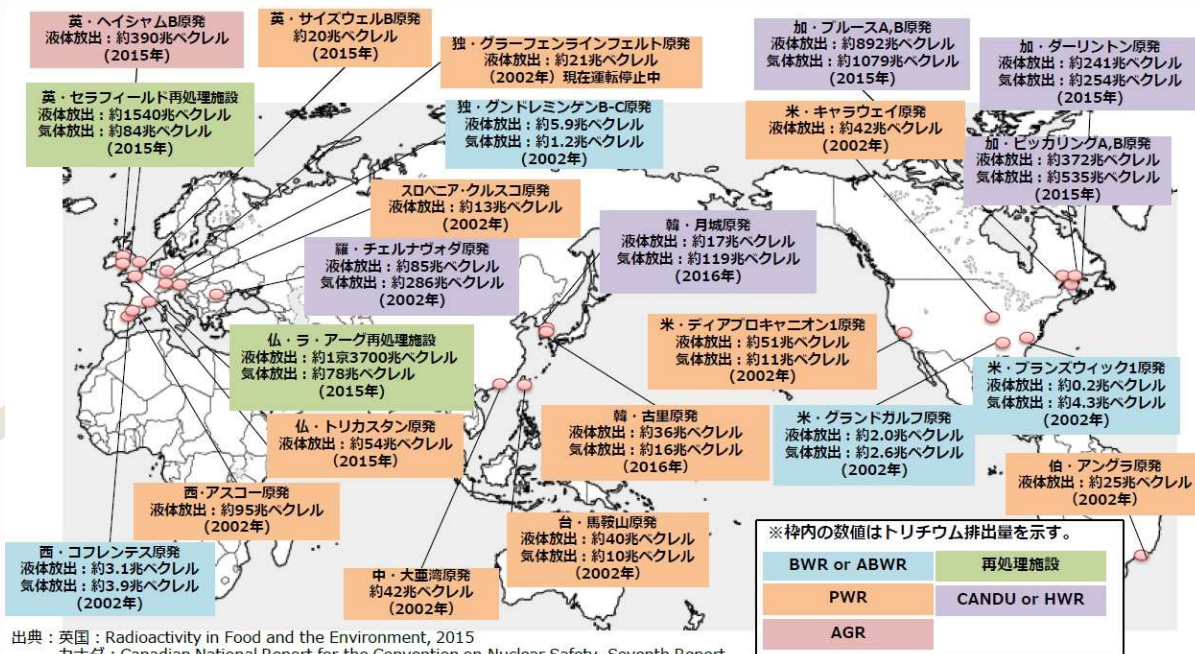 英・ヘイシャムB原発
液体放出：約390兆ベクレル
(2015年)
英・サイズウェルB原発
約20兆ベクレル
(2015年)
独・グラーフェンラインフェルト原発
液体放出：約21兆ベクレル
(2002年）現在運転停止中
加・ブルースA,B原発
液体放出：約892兆ベクレル
気体放出：約1079兆ベクレル
(2015年)
加・ダーリントン原発
液体放出：約241兆ベクレル
気体放出：約254兆ベクレル
(2015年)
英・セラフィールド再処理施設
液体放出：約1540兆ベクレル
気体放出：約84兆ベクレル
(2015年)
独・グンドレミンゲンB-C原発
液体放出：約5.9兆ベクレル
気体放出：約1.2兆ベクレル
(2002年)
米・キャラウェイ原発
液体放出：約42兆ベクレル
(2002年)
加・ピッカリングA,B原発
液体放出：約372兆ベクレル
気体放出：約535兆ベクレル
(2015年)
スロベニア・クルスコ原発
液体放出：約13兆ベクレル
(2002年)
羅・チェルナヴォダ原発
液体放出：約85兆ベクレル
気体放出：約286兆ベクレル
(2002年)
韓・月城原発
液体放出：約17兆ベクレル
気体放出：約119兆ベクレル
(2016年)
仏・ラ・アーグ再処理施設
液体放出：約1京3700兆ベクレル
気体放出：約78兆ベクレル
(2015年)
米・ディアブロキャニオン1原発
液体放出：約51兆ベクレル
気体放出：約11兆ベクレル
(2002年)
米・ブランズウィック1原発
液体放出：約0.2兆ベクレル
気体放出：約4.3兆ベクレル
(2002年)
仏・トリカスタン原発
液体放出：約54兆ベクレル
(2015年)
韓・古里原発
液体放出：約36兆ベクレル
気体放出：約16兆ベクレル
(2016年)
米・グランドガルフ原発
液体放出：約2.0兆ベクレル
気体放出：約2.6兆ベクレル
(2002年)
伯・アングラ原発
液体放出：約25兆ベクレル
(2002年)
西・アスコー原発
液体放出：約95兆ベクレル
(2002年)
台・馬鞍山原発
液体放出：約40兆ベクレル
気体放出：約10兆ベクレル
(2002年)
西・コフレンテス原発
液体放出：約3.1兆ベクレル
気体放出：約3.9兆ベクレル
(2002年)
中・大亜湾原発
約42兆ベクレル
(2002年)
※枠内の数値はトリチウム排出量を示す。
BWR or ABWR
再処理施設
PWR
CANDU or HWR
AGR
出典：英国：Radioactivity in Food and the Environment, 2015
カナダ：Canadian National Report for the Convention on Nuclear Safety, Seventh Report